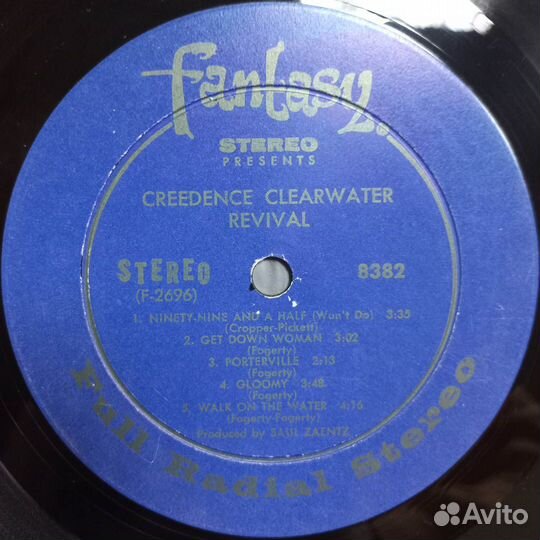 fantasy
STEREO
PRESENTS
CREEDENCE CLEARWATER
REVIVAL
STEREO 8382
(F-2696)
1. NINETY-NINE AND A HALF (Won't Do) 3:35
(Cropper-Pickett)
2. GET DOWN WOMAN 3:02
(Fogerty)
3. PORTERVILLE 2:13
(Fogerty)
4. GLOOMY 3:48
(Fogerty)
5. WALK ON THE WATER 4:16
(Fogerty-Fogerty)
Produced by SAUL ZAENTZ
Full Radial Stereo
Avito